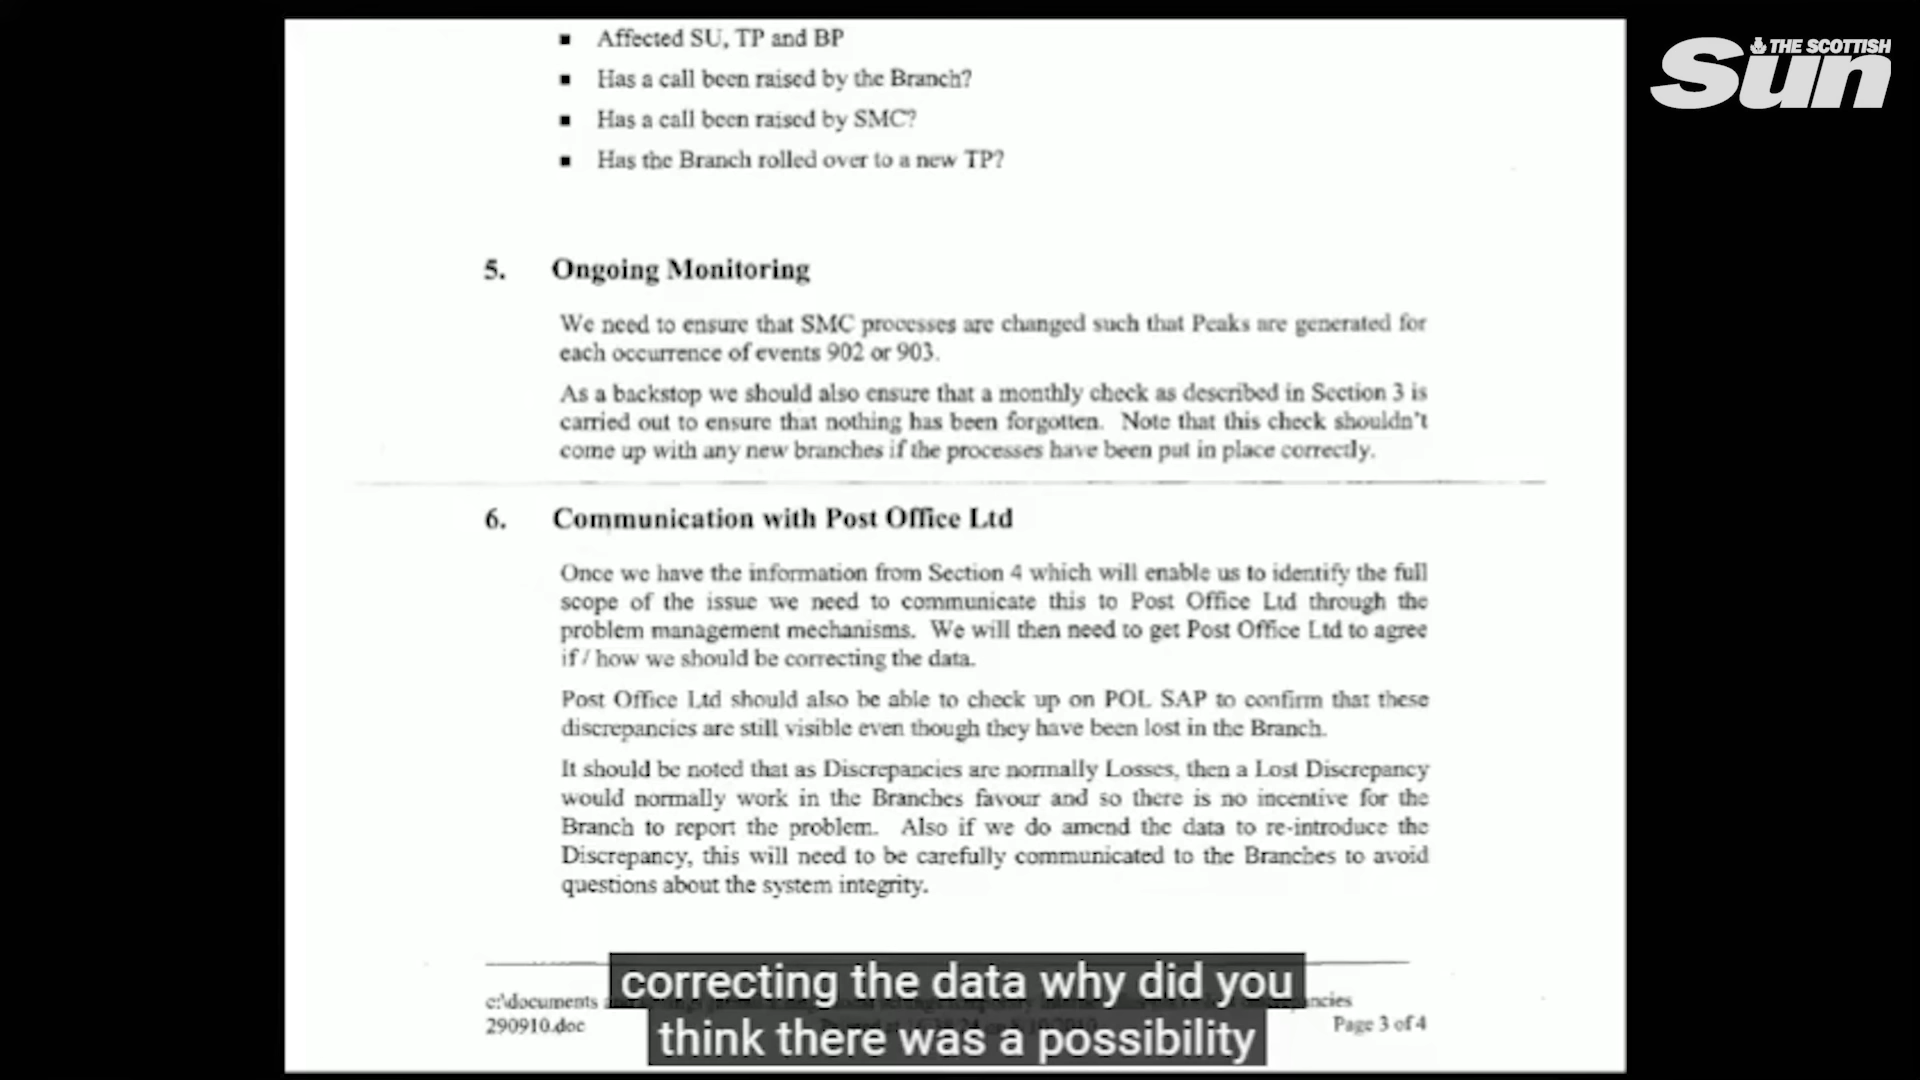 ▪ Affected SU, TP and BP
THE SCOTTISH
Sun
▪ Has a call been raised by the Branch?
▪ Has a call been raised by SMC?
▪ Has the Branch rolled over to a new TP?
5. Ongoing Monitoring
We need to ensure that SMC processes are changed such that Peaks are generated for
each occurrence of events 902 or 903.
As a backstop we should also ensure that a monthly check as described in Section 3 is
carried out to ensure that nothing has been forgotten. Note that this check shouldn't
come up with any new branches if the processes have been put in place correctly.
6. Communication with Post Office Ltd
Once we have the information from Section 4 which will enable us to identify the full
scope of the issue we need to communicate this to Post Office Ltd through the
problem management mechanisms. We will then need to get Post Office Ltd to agree
if / how we should be correcting the data.
Post Office Ltd should also be able to check up on POL SAP to confirm that these
discrepancies are still visible even though they have been lost in the Branch.
It should be noted that as Discrepancies are normally Losses, then a Lost Discrepancy
would normally work in the Branches favour and so there is no incentive for the
Branch to report the problem. Also if we do amend the data to re-introduce the
Discrepancy, this will need to be carefully communicated to the Branches to avoid
questions about the system integrity.
correcting the data why did you
think there was a possibility
c:\documents
290910.doc
Page 3 of 4